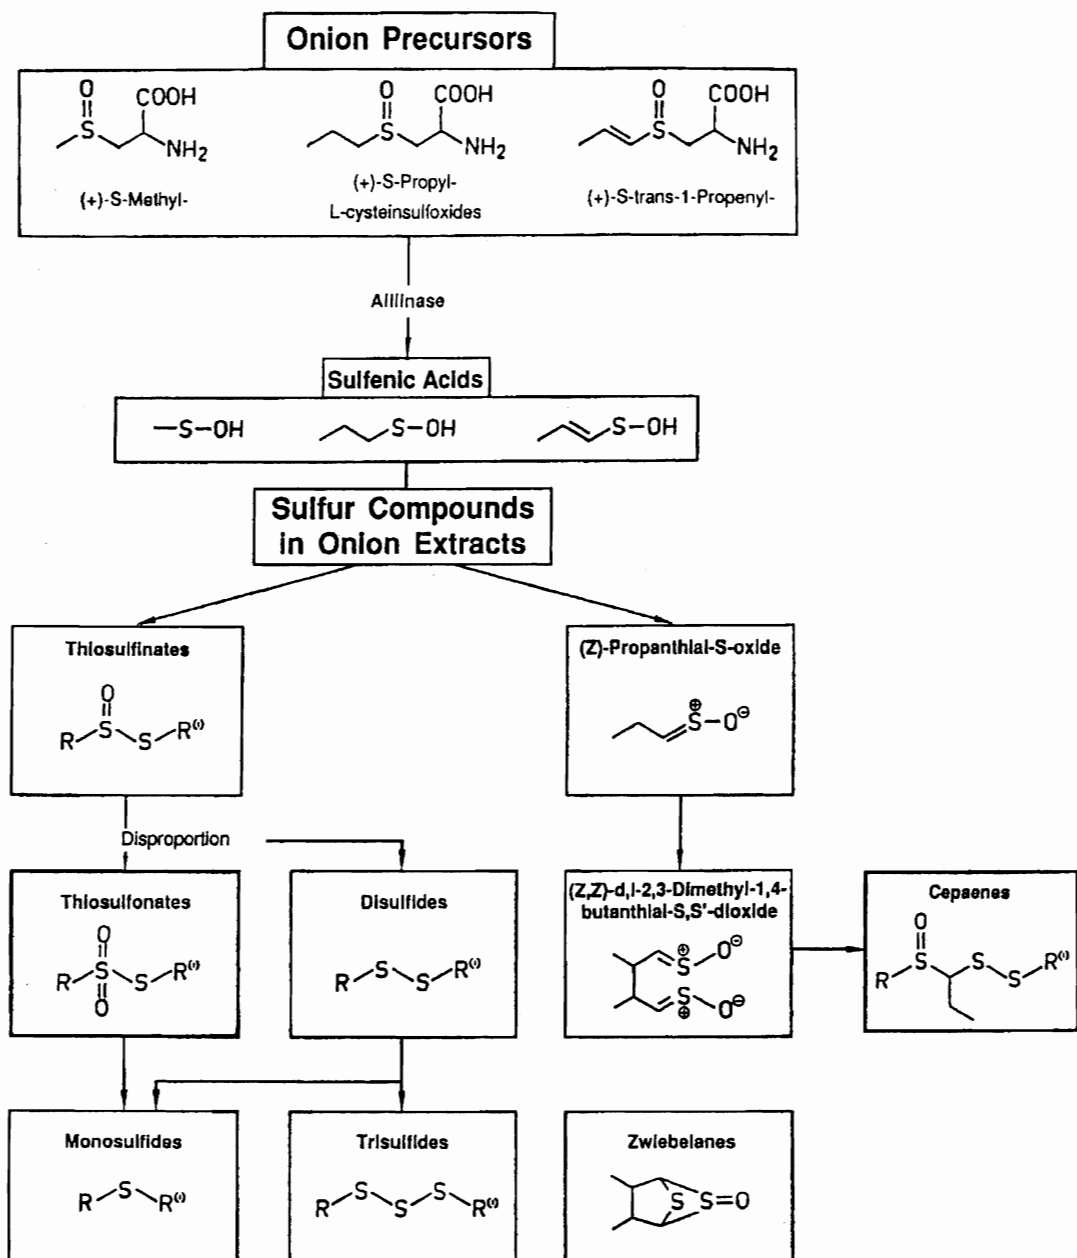 Onion Precursors
O
S
COOH
NH2
(+)-S-Methyl-
O
S
COOH
NH2
(+)-S-Propyl-
L-cysteinsulfoxides
O
S
COOH
NH2
(+)-S-trans-1-Propenyl-
Alliinase
Sulfenic Acids
S-OH
S-OH
S-OH
Sulfur Compounds
in Onion Extracts
Thiosulfinates
O
R S S R(')
(Z)-Propanthial-S-oxide
⊕
S-O⊖
Disproportion
Thiosulfonates
O
R S S R(')
O
Disulfides
R S S R(')
(Z,Z)-d,l-2,3-Dimethyl-1,4-
butanthial-S,S'-dioxide
⊕
S O⊖
S O⊖
⊕
Cepaenes
O
R S S S R(')
Monosulfides
R S R(')
Trisulfides
R S S S R(')
Zwiebelanes
S S=O